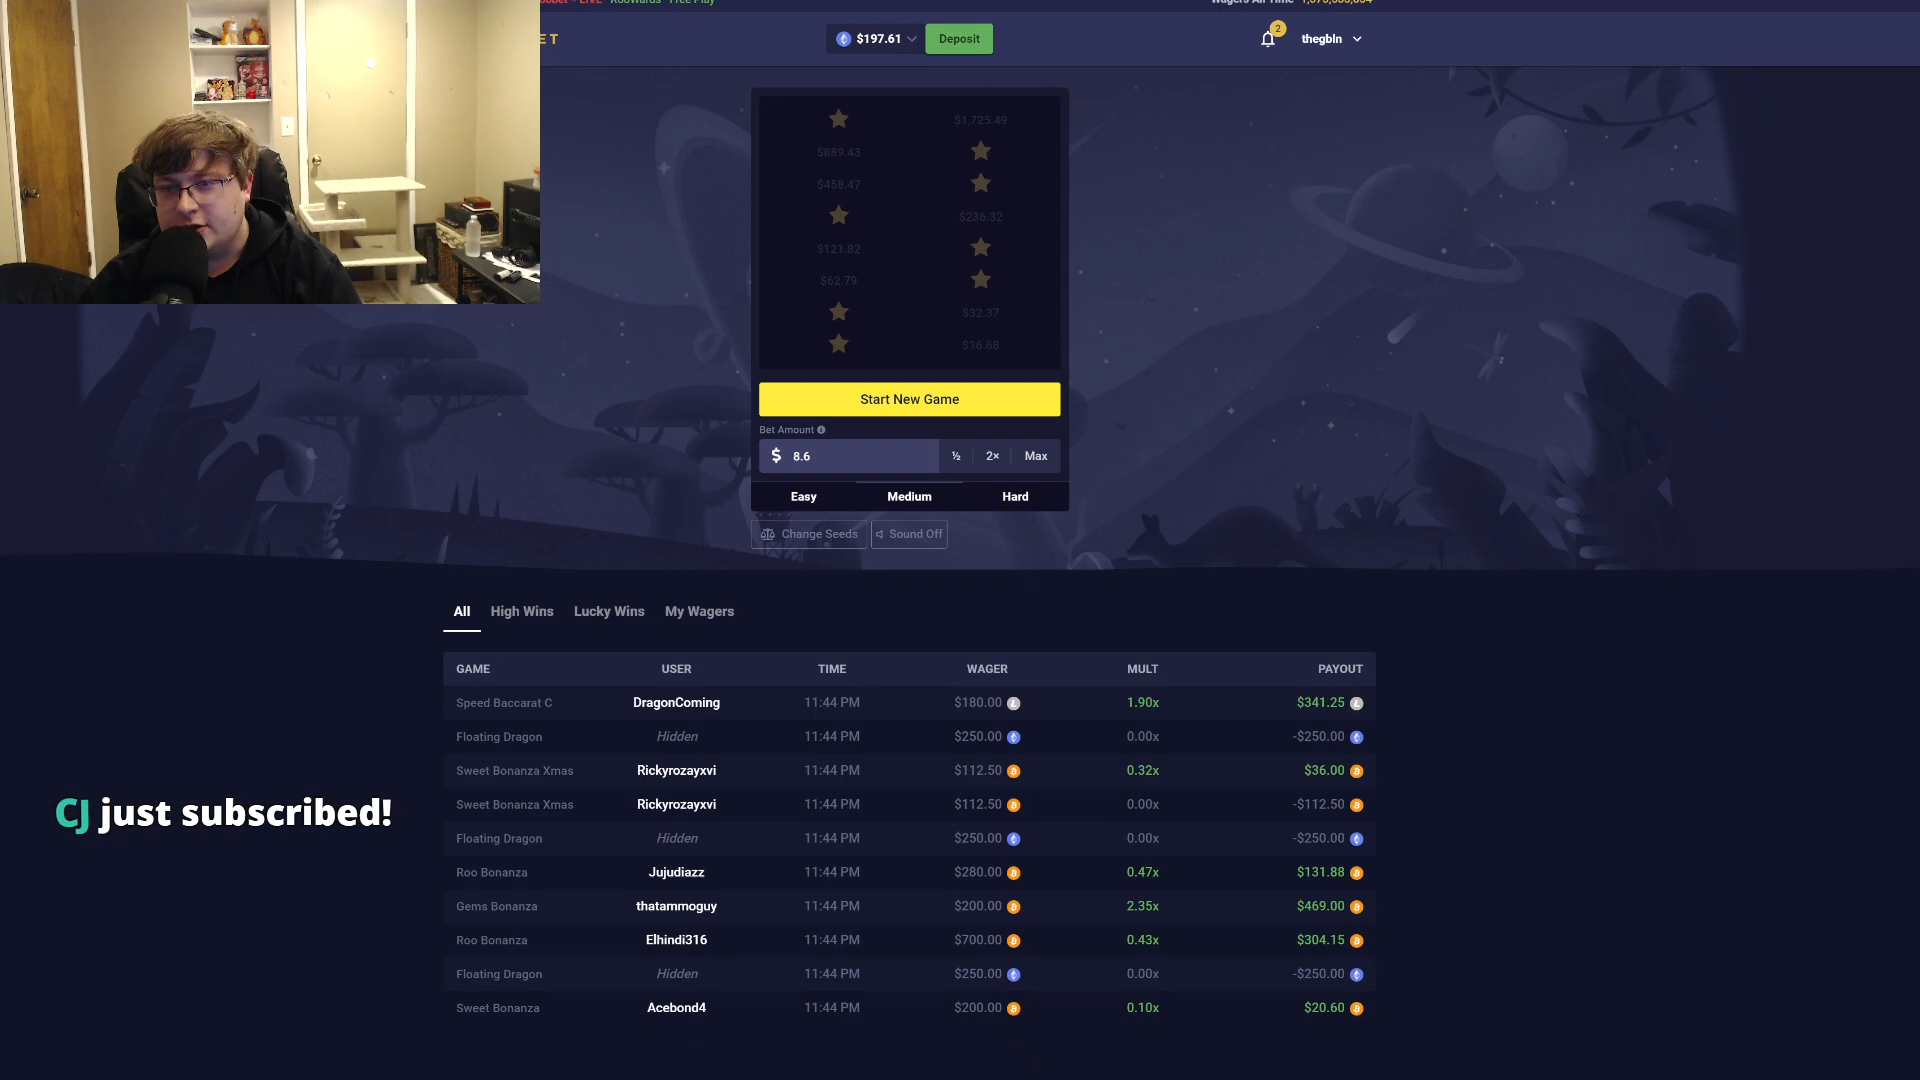 LIVE Free Play
ET
$197.61 Deposit
2
thegbln
$1,725.49
$889.43
$458.47
$236.32
$121.82
$62.79
$32.37
$16.68
Start New Game
Bet Amount
$ 8.6 ½ 2× Max
Easy Medium Hard
Change Seeds Sound Off
All High Wins Lucky Wins My Wagers
GAME USER TIME WAGER MULT PAYOUT
Speed Baccarat C DragonComing 11:44 PM $180.00 1.90x $341.25
Floating Dragon Hidden 11:44 PM $250.00 0.00x -$250.00
Sweet Bonanza Xmas Rickyrozayxvi 11:44 PM $112.50 0.32x $36.00
Sweet Bonanza Xmas Rickyrozayxvi 11:44 PM $112.50 0.00x -$112.50
Floating Dragon Hidden 11:44 PM $250.00 0.00x -$250.00
Roo Bonanza Jujudiazz 11:44 PM $280.00 0.47x $131.88
Gems Bonanza thatammoguy 11:44 PM $200.00 2.35x $469.00
Roo Bonanza Elhindi316 11:44 PM $700.00 0.43x $304.15
Floating Dragon Hidden 11:44 PM $250.00 0.00x -$250.00
Sweet Bonanza Acebond4 11:44 PM $200.00 0.10x $20.60
CJ just subscribed!